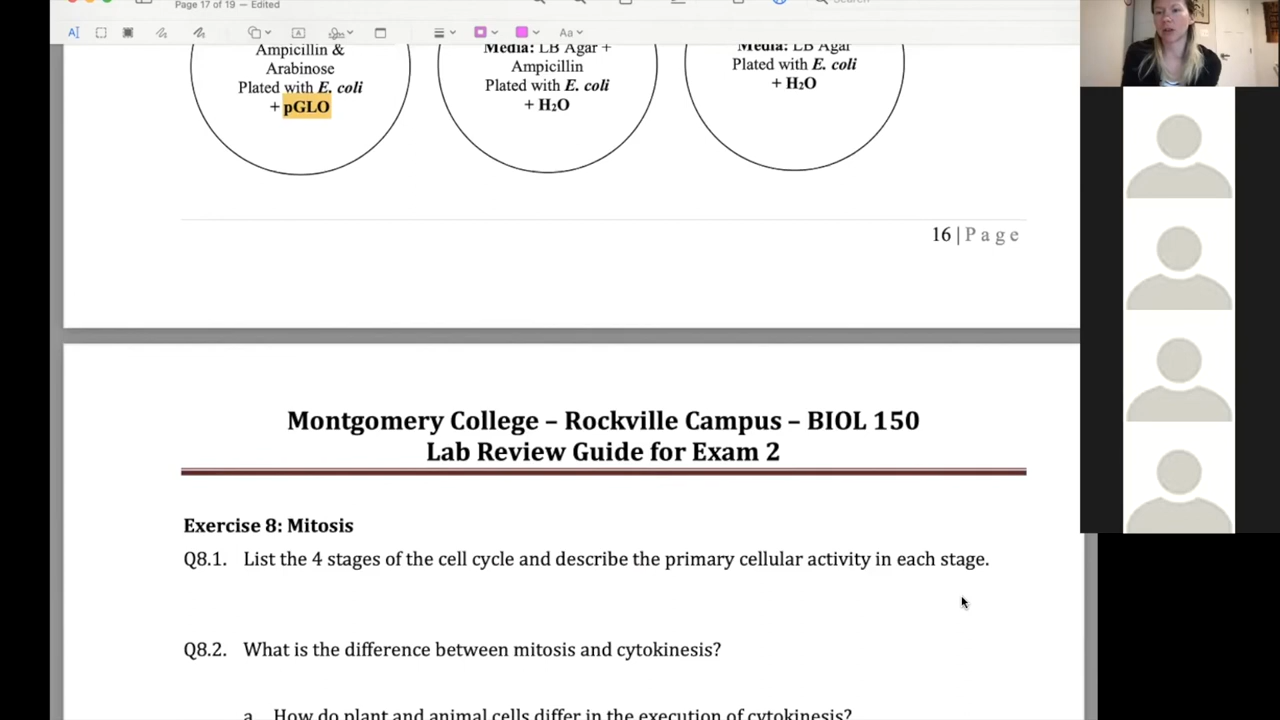 Page 17 of 19 — Edited
Search
Aa
Ampicillin &
Arabinose
Plated with E. coli
+ pGLO
Media: LB Agar +
Ampicillin
Plated with E. coli
+ H₂O
Media: LB Agar
Plated with E. coli
+ H₂O
16 | P a g e
Montgomery College – Rockville Campus – BIOL 150
Lab Review Guide for Exam 2
Exercise 8: Mitosis
Q8.1. List the 4 stages of the cell cycle and describe the primary cellular activity in each stage.
Q8.2. What is the difference between mitosis and cytokinesis?
a. How do plant and animal cells differ in the execution of cytokinesis?